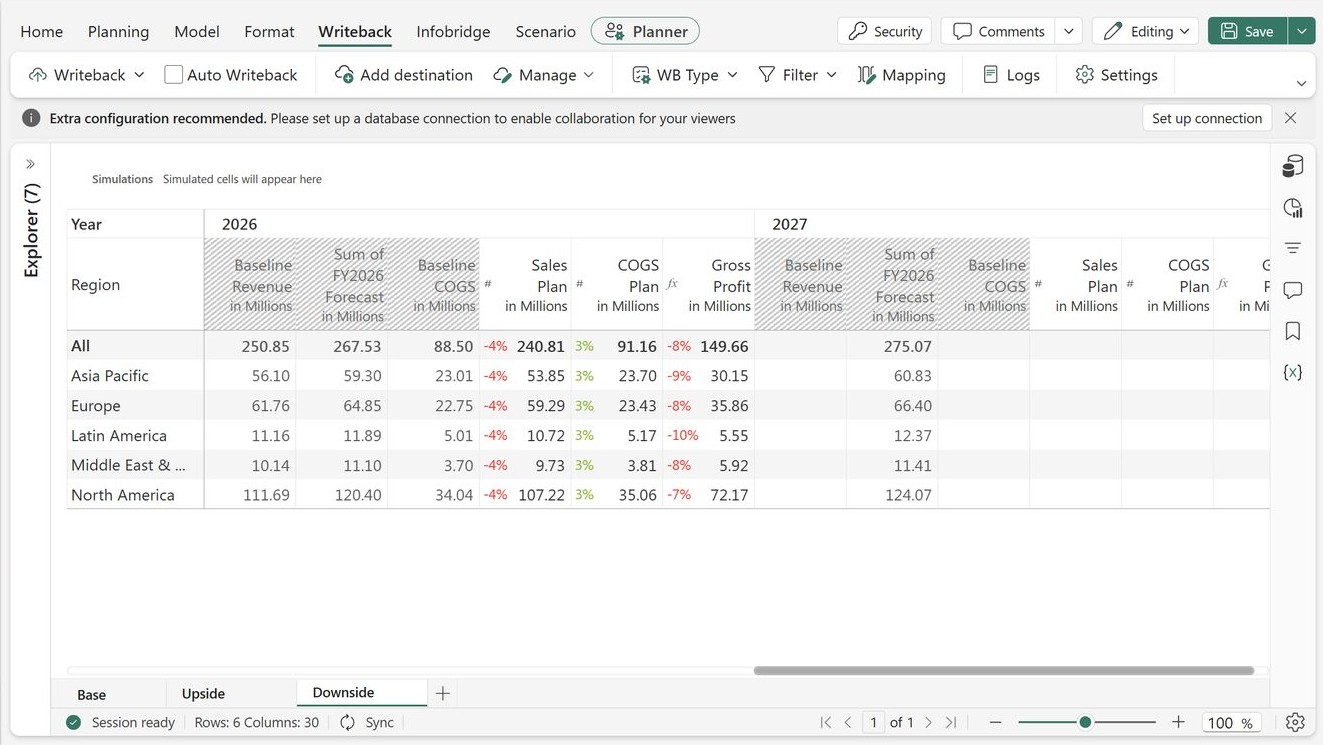 Home Planning Model Format Writeback Infobridge Scenario Planner Security Comments Editing Save
Writeback Auto Writeback Add destination Manage WB Type Filter Mapping Logs Settings
Extra configuration recommended. Please set up a database connection to enable collaboration for your viewers Set up connection
Explorer (7)
Simulations Simulated cells will appear here
Year 2026 2027
Region Baseline Revenue in Millions Sum of FY2026 Forecast in Millions Baseline COGS in Millions # Sales Plan in Millions # COGS Plan in Millions fx Gross Profit in Millions Baseline Revenue in Millions Sum of FY2026 Forecast in Millions Baseline COGS in Millions # Sales Plan in Millions # COGS Plan in Millions fx G F in Mi
All 250.85 267.53 88.50 -4% 240.81 3% 91.16 -8% 149.66 275.07
Asia Pacific 56.10 59.30 23.01 -4% 53.85 3% 23.70 -9% 30.15 60.83
Europe 61.76 64.85 22.75 -4% 59.29 3% 23.43 -8% 35.86 66.40
Latin America 11.16 11.89 5.01 -4% 10.72 3% 5.17 -10% 5.55 12.37
Middle East & ... 10.14 11.10 3.70 -4% 9.73 3% 3.81 -8% 5.92 11.41
North America 111.69 120.40 34.04 -4% 107.22 3% 35.06 -7% 72.17 124.07
Base Upside Downside
Session ready Rows: 6 Columns: 30 Sync 1 of 1 100 %